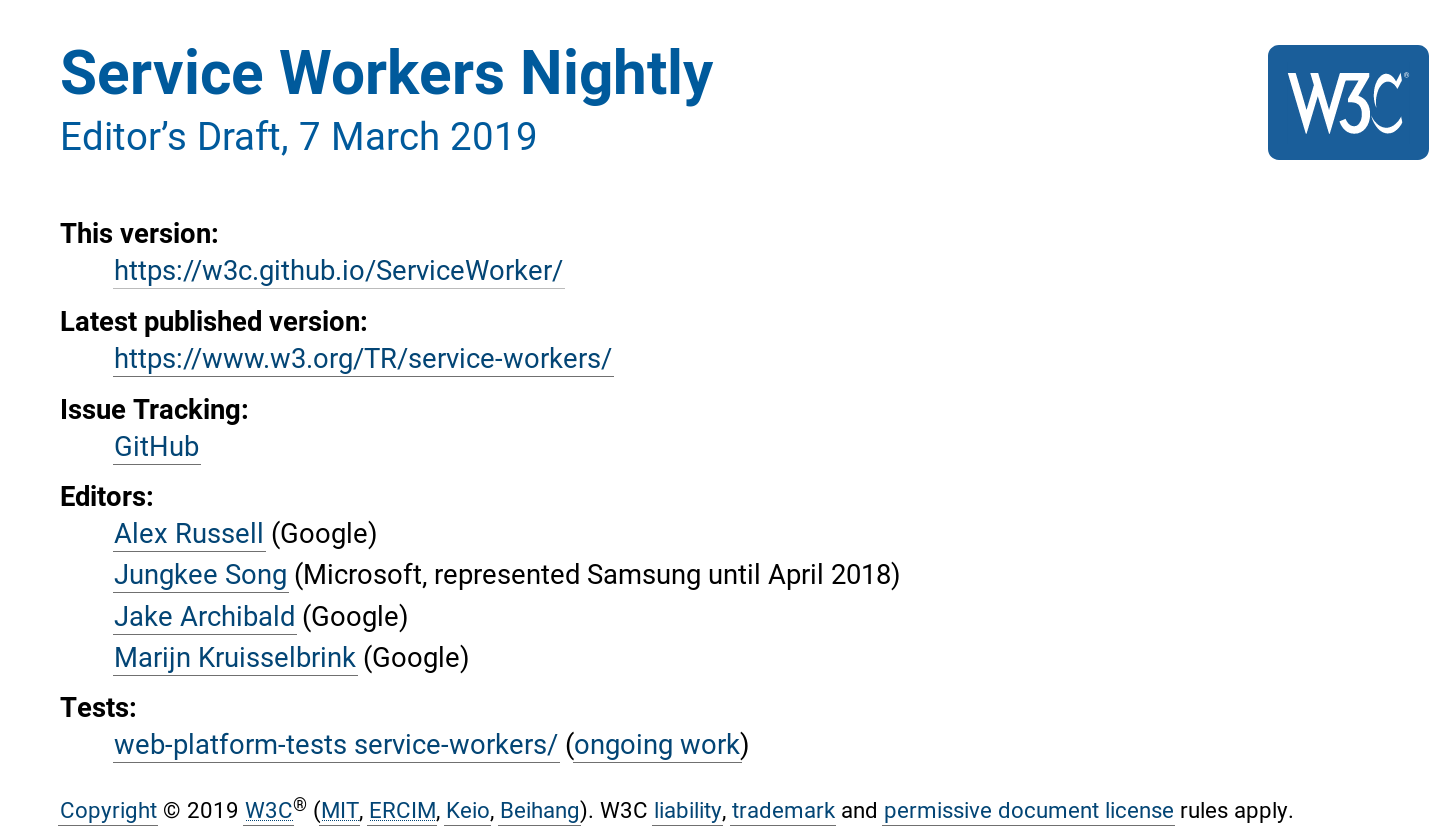 Service Workers Nightly
W3C®
Editor’s Draft, 7 March 2019
This version:
https://w3c.github.io/ServiceWorker/
Latest published version:
https://www.w3.org/TR/service-workers/
Issue Tracking:
GitHub
Editors:
Alex Russell (Google)
Jungkee Song (Microsoft, represented Samsung until April 2018)
Jake Archibald (Google)
Marijn Kruisselbrink (Google)
Tests:
web-platform-tests service-workers/ (ongoing work)
Copyright © 2019 W3C® (MIT, ERCIM, Keio, Beihang). W3C liability, trademark and permissive document license rules apply.